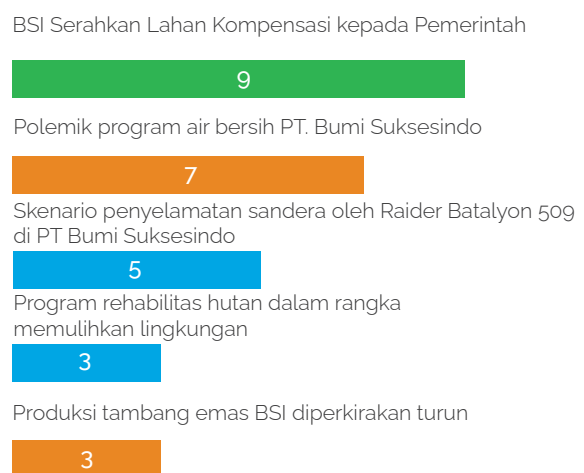 BSI Serahkan Lahan Kompensasi kepada Pemerintah
9
Polemik program air bersih PT. Bumi Suksesindo
7
Skenario penyelamatan sandera oleh Raider Batalyon 509
di PT Bumi Suksesindo
5
Program rehabilitas hutan dalam rangka
memulihkan lingkungan
3
Produksi tambang emas BSI diperkirakan turun
3